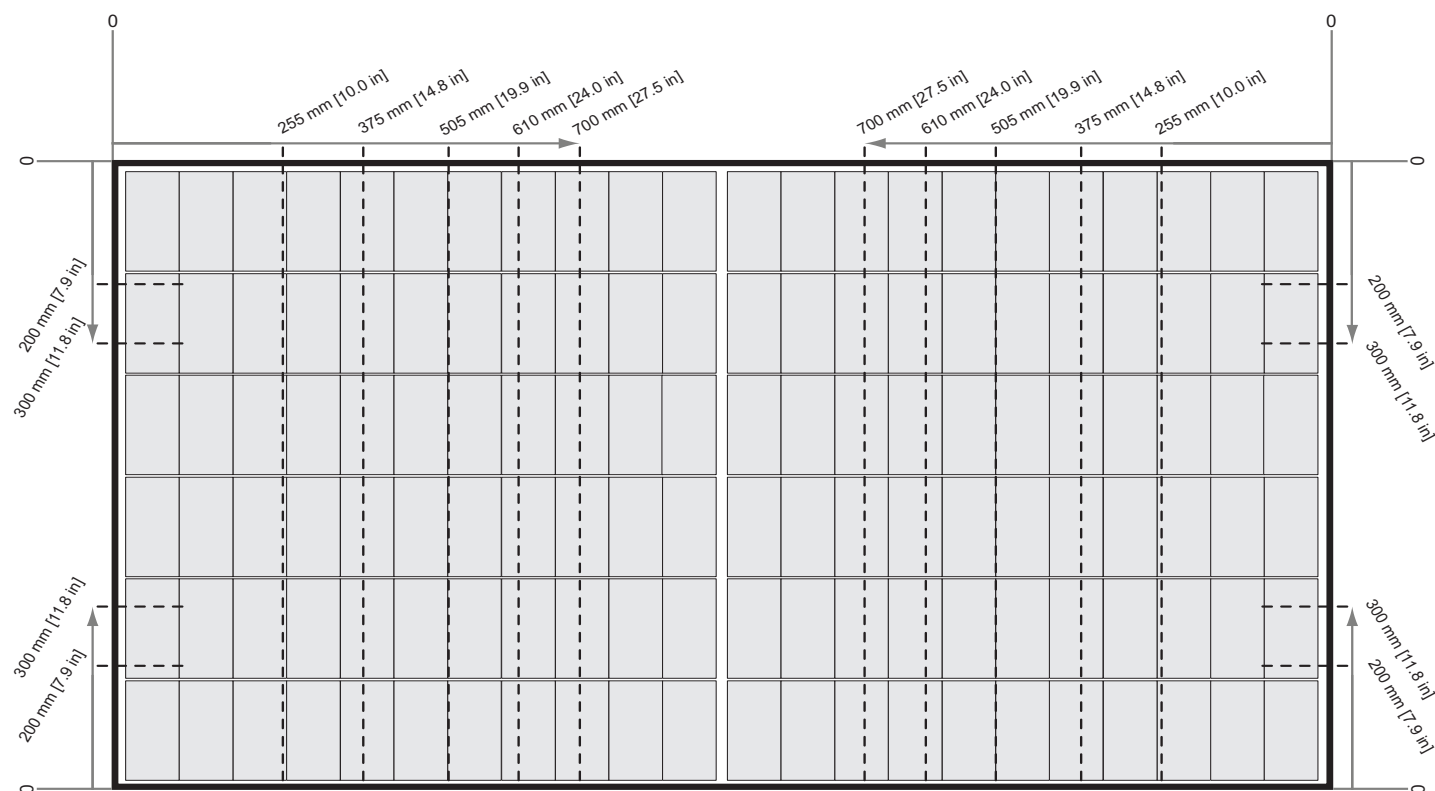 0
0
255 mm [10.0 in]
375 mm [14.8 in]
505 mm [19.9 in]
610 mm [24.0 in]
700 mm [27.5 in]
700 mm [27.5 in]
610 mm [24.0 in]
505 mm [19.9 in]
375 mm [14.8 in]
255 mm [10.0 in]
0
0
200 mm [7.9 in]
300 mm [11.8 in]
200 mm [7.9 in]
300 mm [11.8 in]
300 mm [11.8 in]
200 mm [7.9 in]
300 mm [11.8 in]
200 mm [7.9 in]
0
0